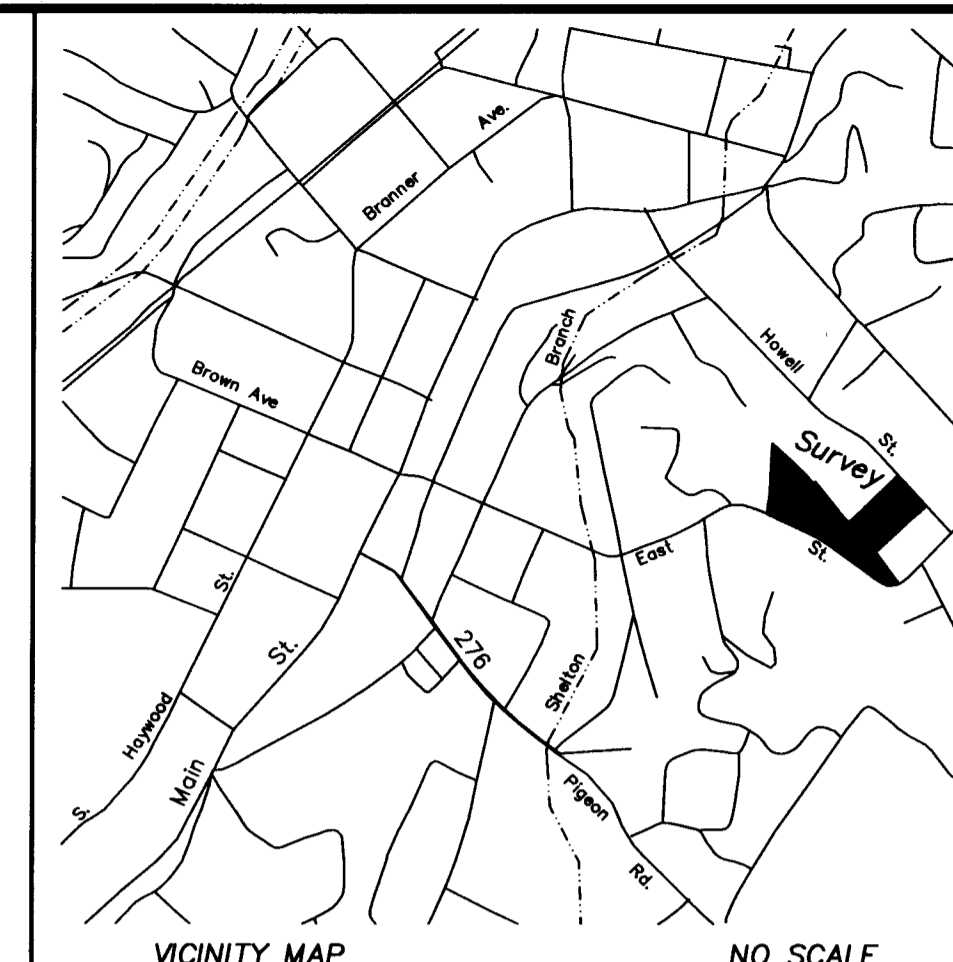 Ave.
Branner
Branch
Howell
St.
Brown Ave
Survey
East
St.
St.
St.
276
Shelton
Haywood
Main
S.
Pigeon
Rd.
VICINITY MAP
NO SCALE